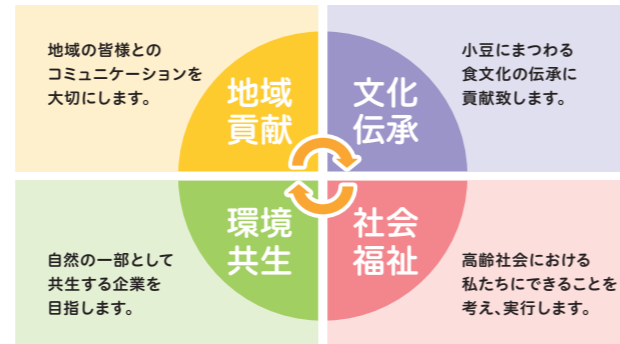 地域の皆様との
コミュニケーションを
大切にします。
地域
貢献
文化
伝承
小豆にまつわる
食文化の伝承に
貢献致します。
自然の一部として
共生する企業を
目指します。
環境
共生
社会
福祉
高齢社会における
私たちにできることを
考え、実行します。